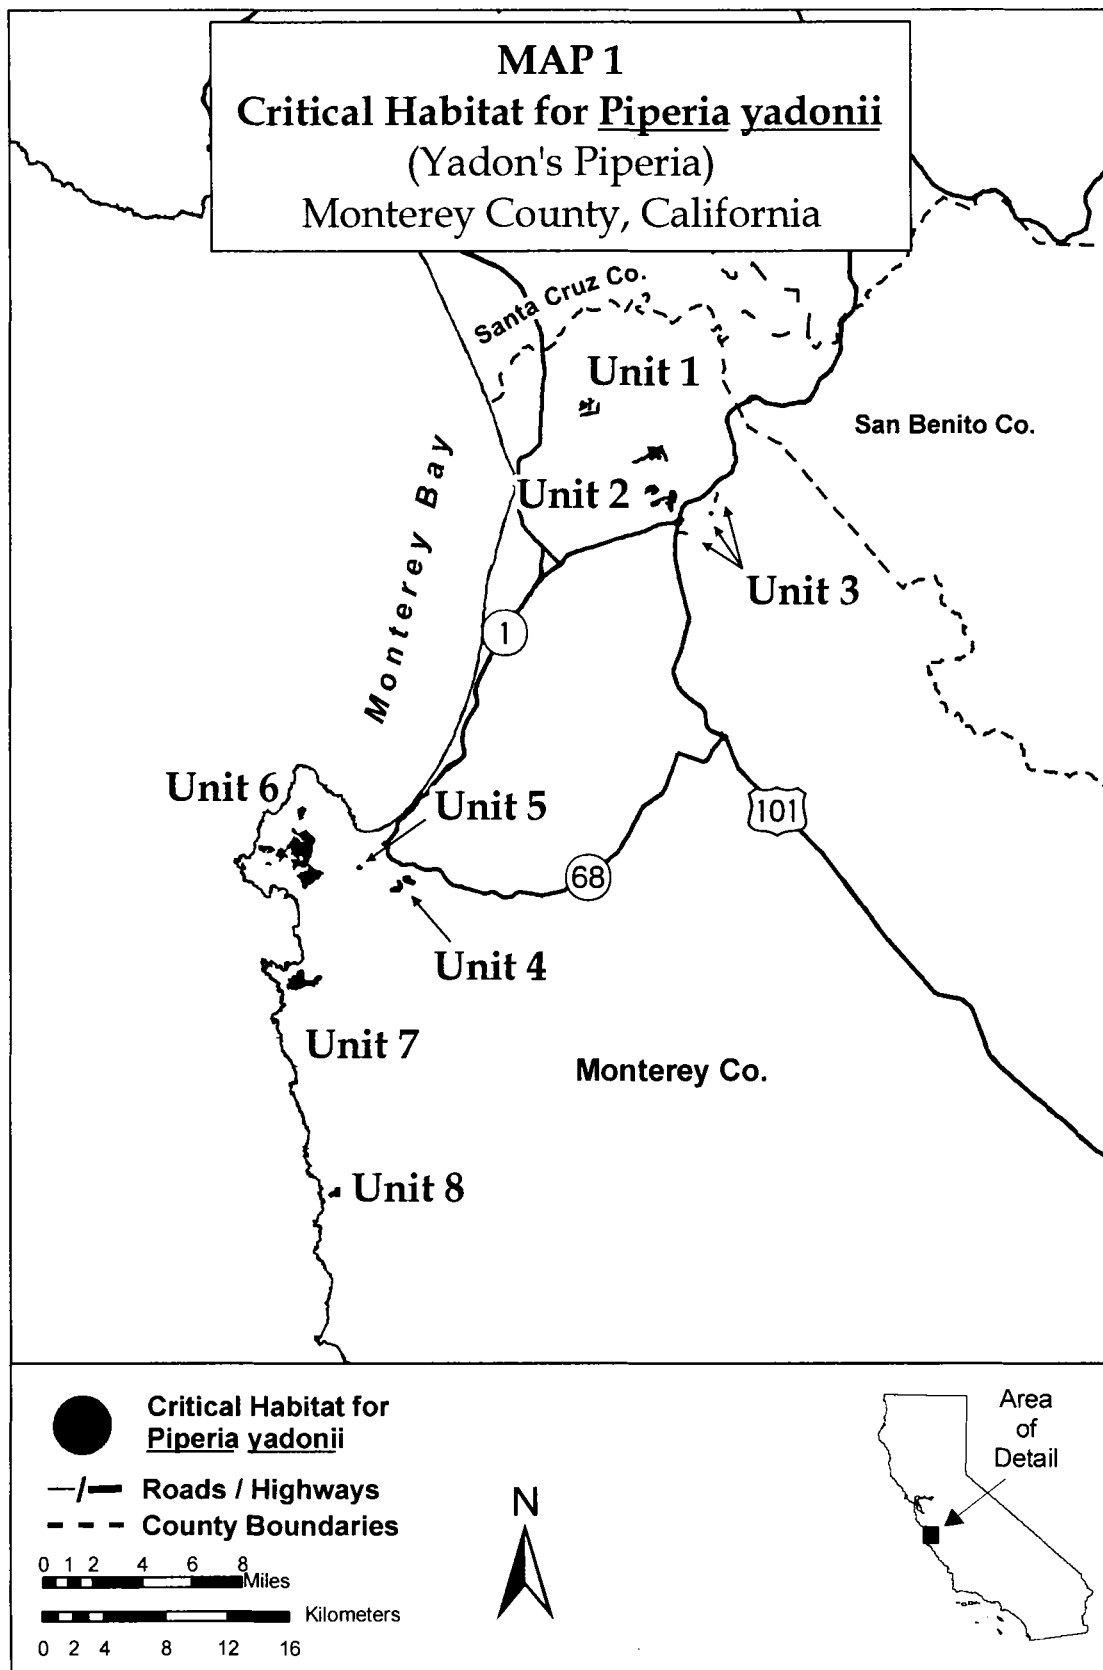 MAP 1
Critical Habitat for Piperia yadonii
(Yadon's Piperia)
Monterey County, California
Santa Cruz Co.
Unit 1
San Benito Co.
Monterey Bay
Unit 2
Unit 3
1
Unit 6
Unit 5
101
68
Unit 4
Unit 7
Monterey Co.
Unit 8
Critical Habitat for
Piperia yadonii
Roads / Highways
County Boundaries
0 1 2 4 6 8
Miles
Kilometers
0 2 4 8 12 16
N
Area
of
Detail